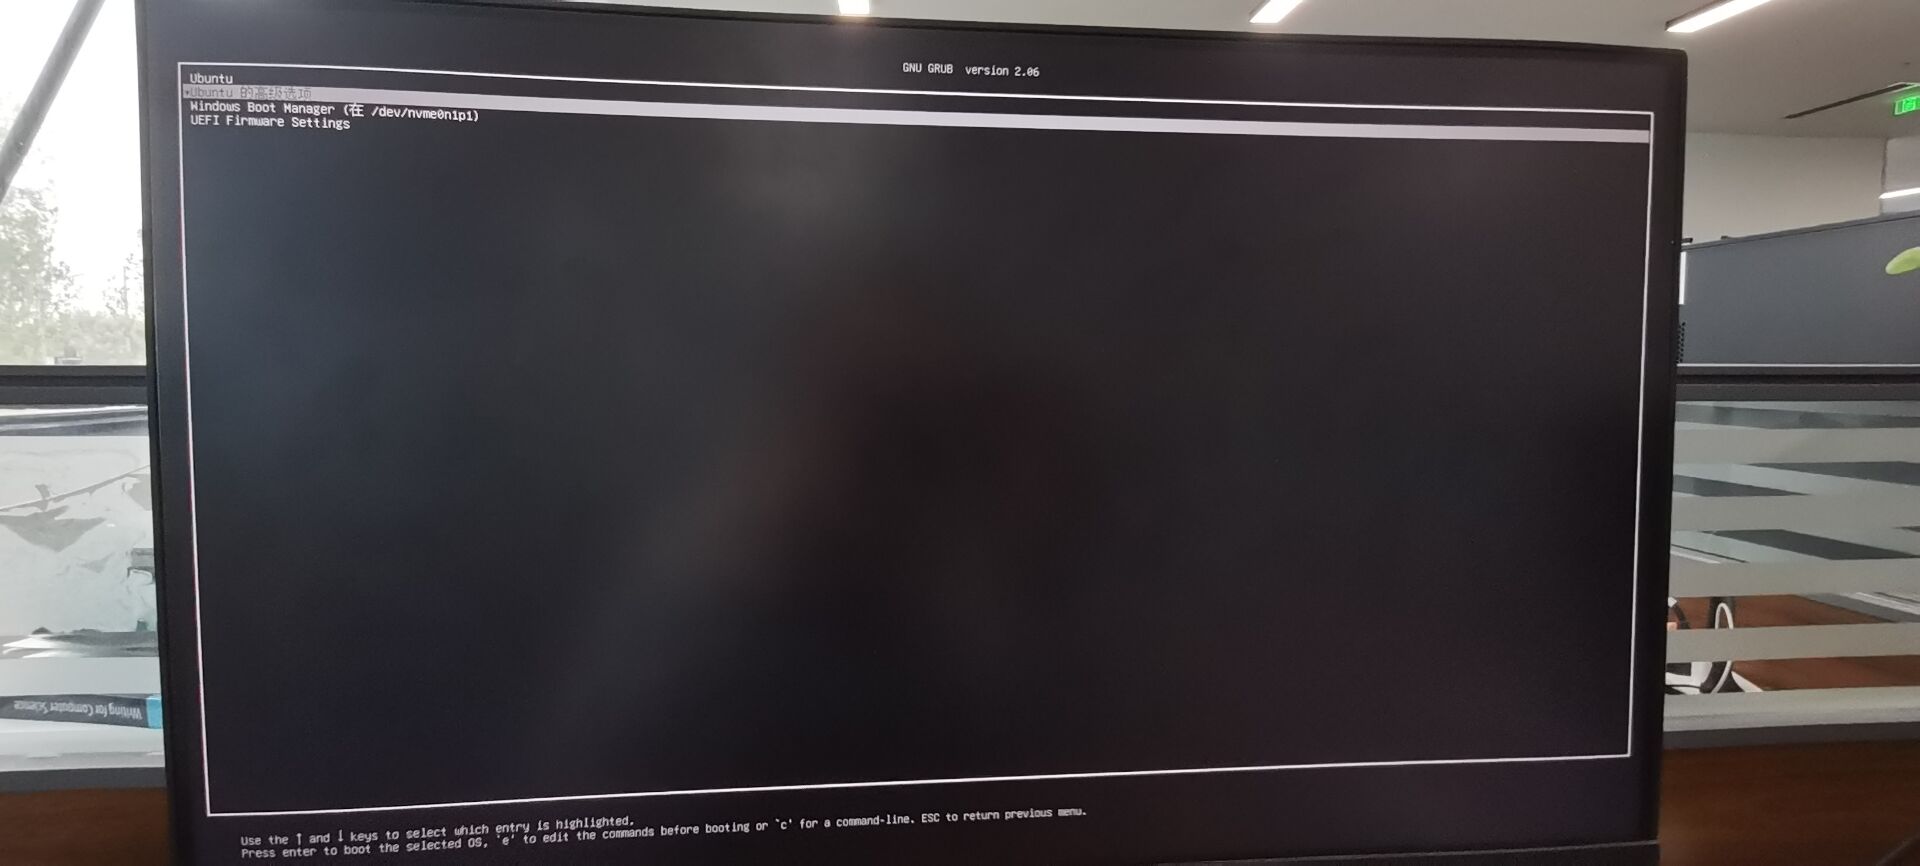 GNU GRUB version 2.06
Ubuntu
*Ubuntu 的高级选项
Windows Boot Manager (在 /dev/nvme0n1p1)
UEFI Firmware Settings
Use the ↑ and ↓ keys to select which entry is highlighted.
Press enter to boot the selected OS, `e' to edit the commands before booting or `c' for a command-line. ESC to return previous menu.
Writing for Computer Science